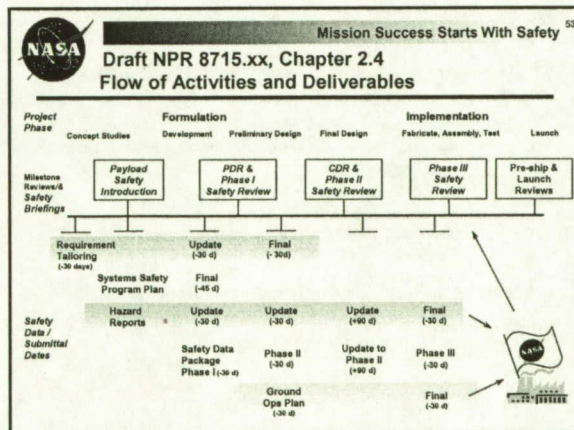 Mission Success Starts With Safety
53
NASA
Draft NPR 8715.xx, Chapter 2.4
Flow of Activities and Deliverables
Project Phase
Formulation
Implementation
Concept Studies
Development
Preliminary Design
Final Design
Fabricate, Assembly, Test
Launch
Milestone Reviews/& Safety Briefings
Payload
Safety
Introduction
PDR &
Phase I
Safety Review
CDR &
Phase II
Safety Review
Phase III
Safety
Review
Pre-ship &
Launch
Reviews
Requirement
Tailoring
(-30 days)
Update
(-30 d)
Final
(- 30d)
Systems Safety
Program Plan
Final
(-45 d)
Safety
Data /
Submittal
Dates
Hazard
Reports
Update
(-30 d)
Update
(-30 d)
Update
(+90 d)
Final
(-30 d)
Safety Data
Package
Phase I (-30 d)
Phase II
(-30 d)
Update to
Phase II
(+90 d)
Phase III
(-30 d)
Ground
Ops Plan
(-30 d)
Final
(-30 d)
NASA